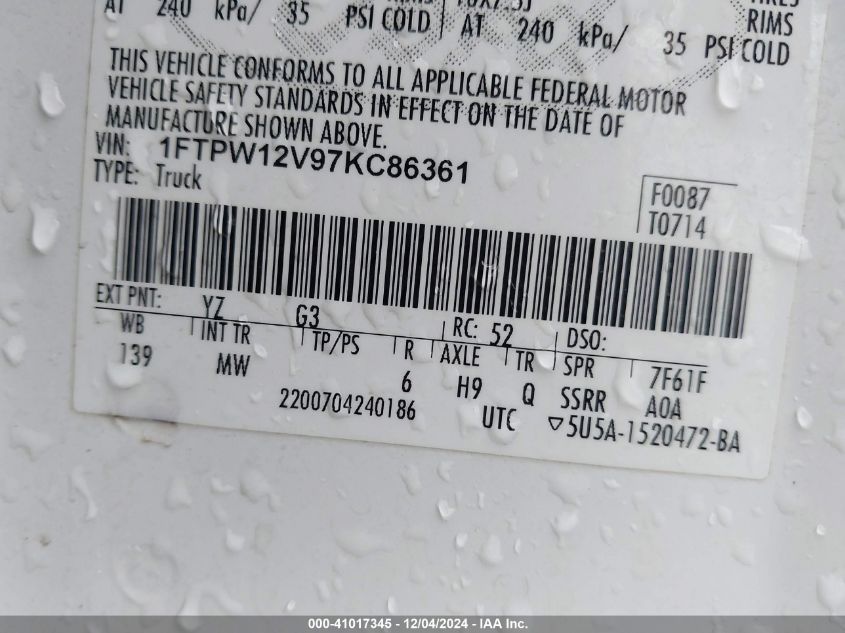 AT 240 kPa/ 35 PSI COLD AT 240 kPa/ 35 PSI COLD
RIMS
THIS VEHICLE CONFORMS TO ALL APPLICABLE FEDERAL MOTOR
VEHICLE SAFETY STANDARDS IN EFFECT ON THE DATE OF
MANUFACTURE SHOWN ABOVE.
VIN: 1FTPW12V97KC86361
TYPE: Truck
F0087
T0714
EXT PNT: YZ G3 RC: 52 DSO:
WB INT TR TP/PS R AXLE TR SPR 7F61F
139 MW 6 H9 Q SSRR A0A
2200704240186 UTC ▽5U5A-1520472-BA
000-41017345 - 12/04/2024 - IAA Inc.